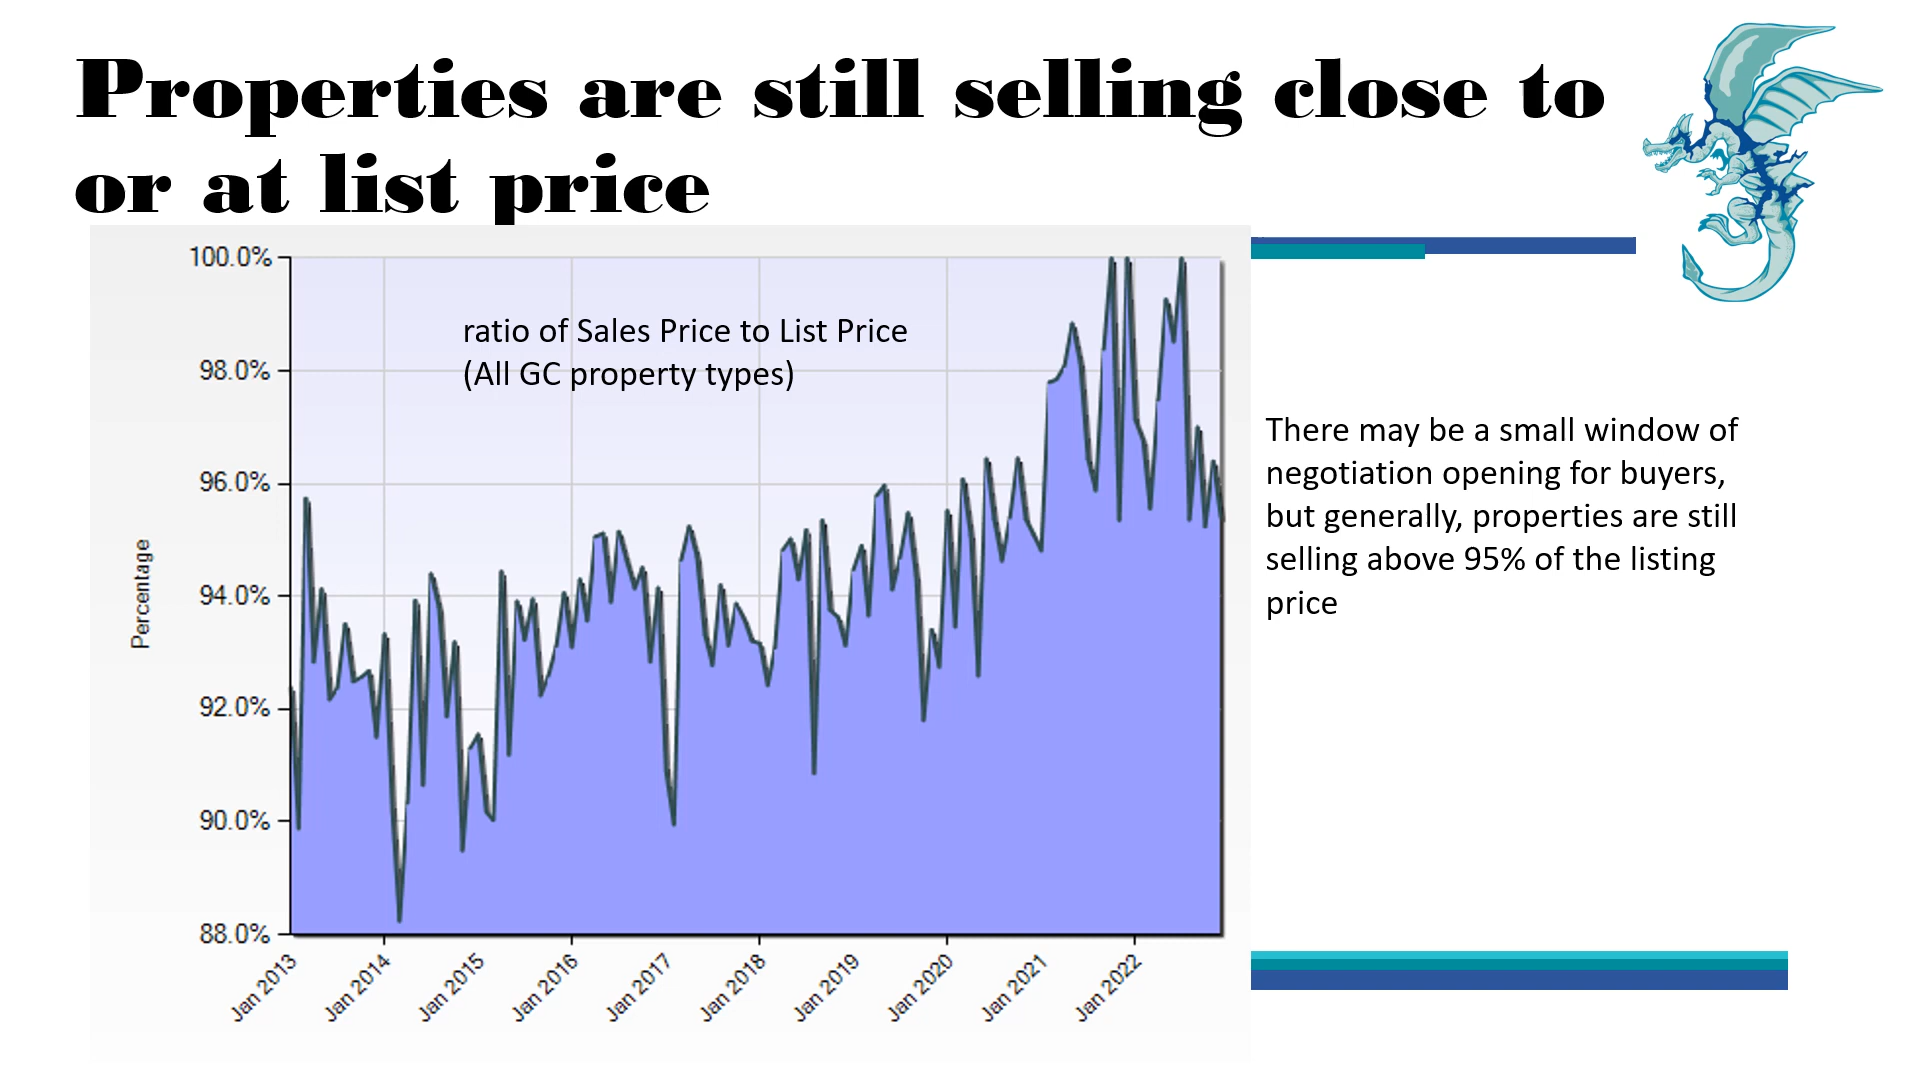 Properties are still selling close to
or at list price
100.0%
98.0%
96.0%
94.0%
92.0%
90.0%
88.0%
Percentage
ratio of Sales Price to List Price
(All GC property types)
Jan 2013
Jan 2014
Jan 2015
Jan 2016
Jan 2017
Jan 2018
Jan 2019
Jan 2020
Jan 2021
Jan 2022
There may be a small window of
negotiation opening for buyers,
but generally, properties are still
selling above 95% of the listing
price